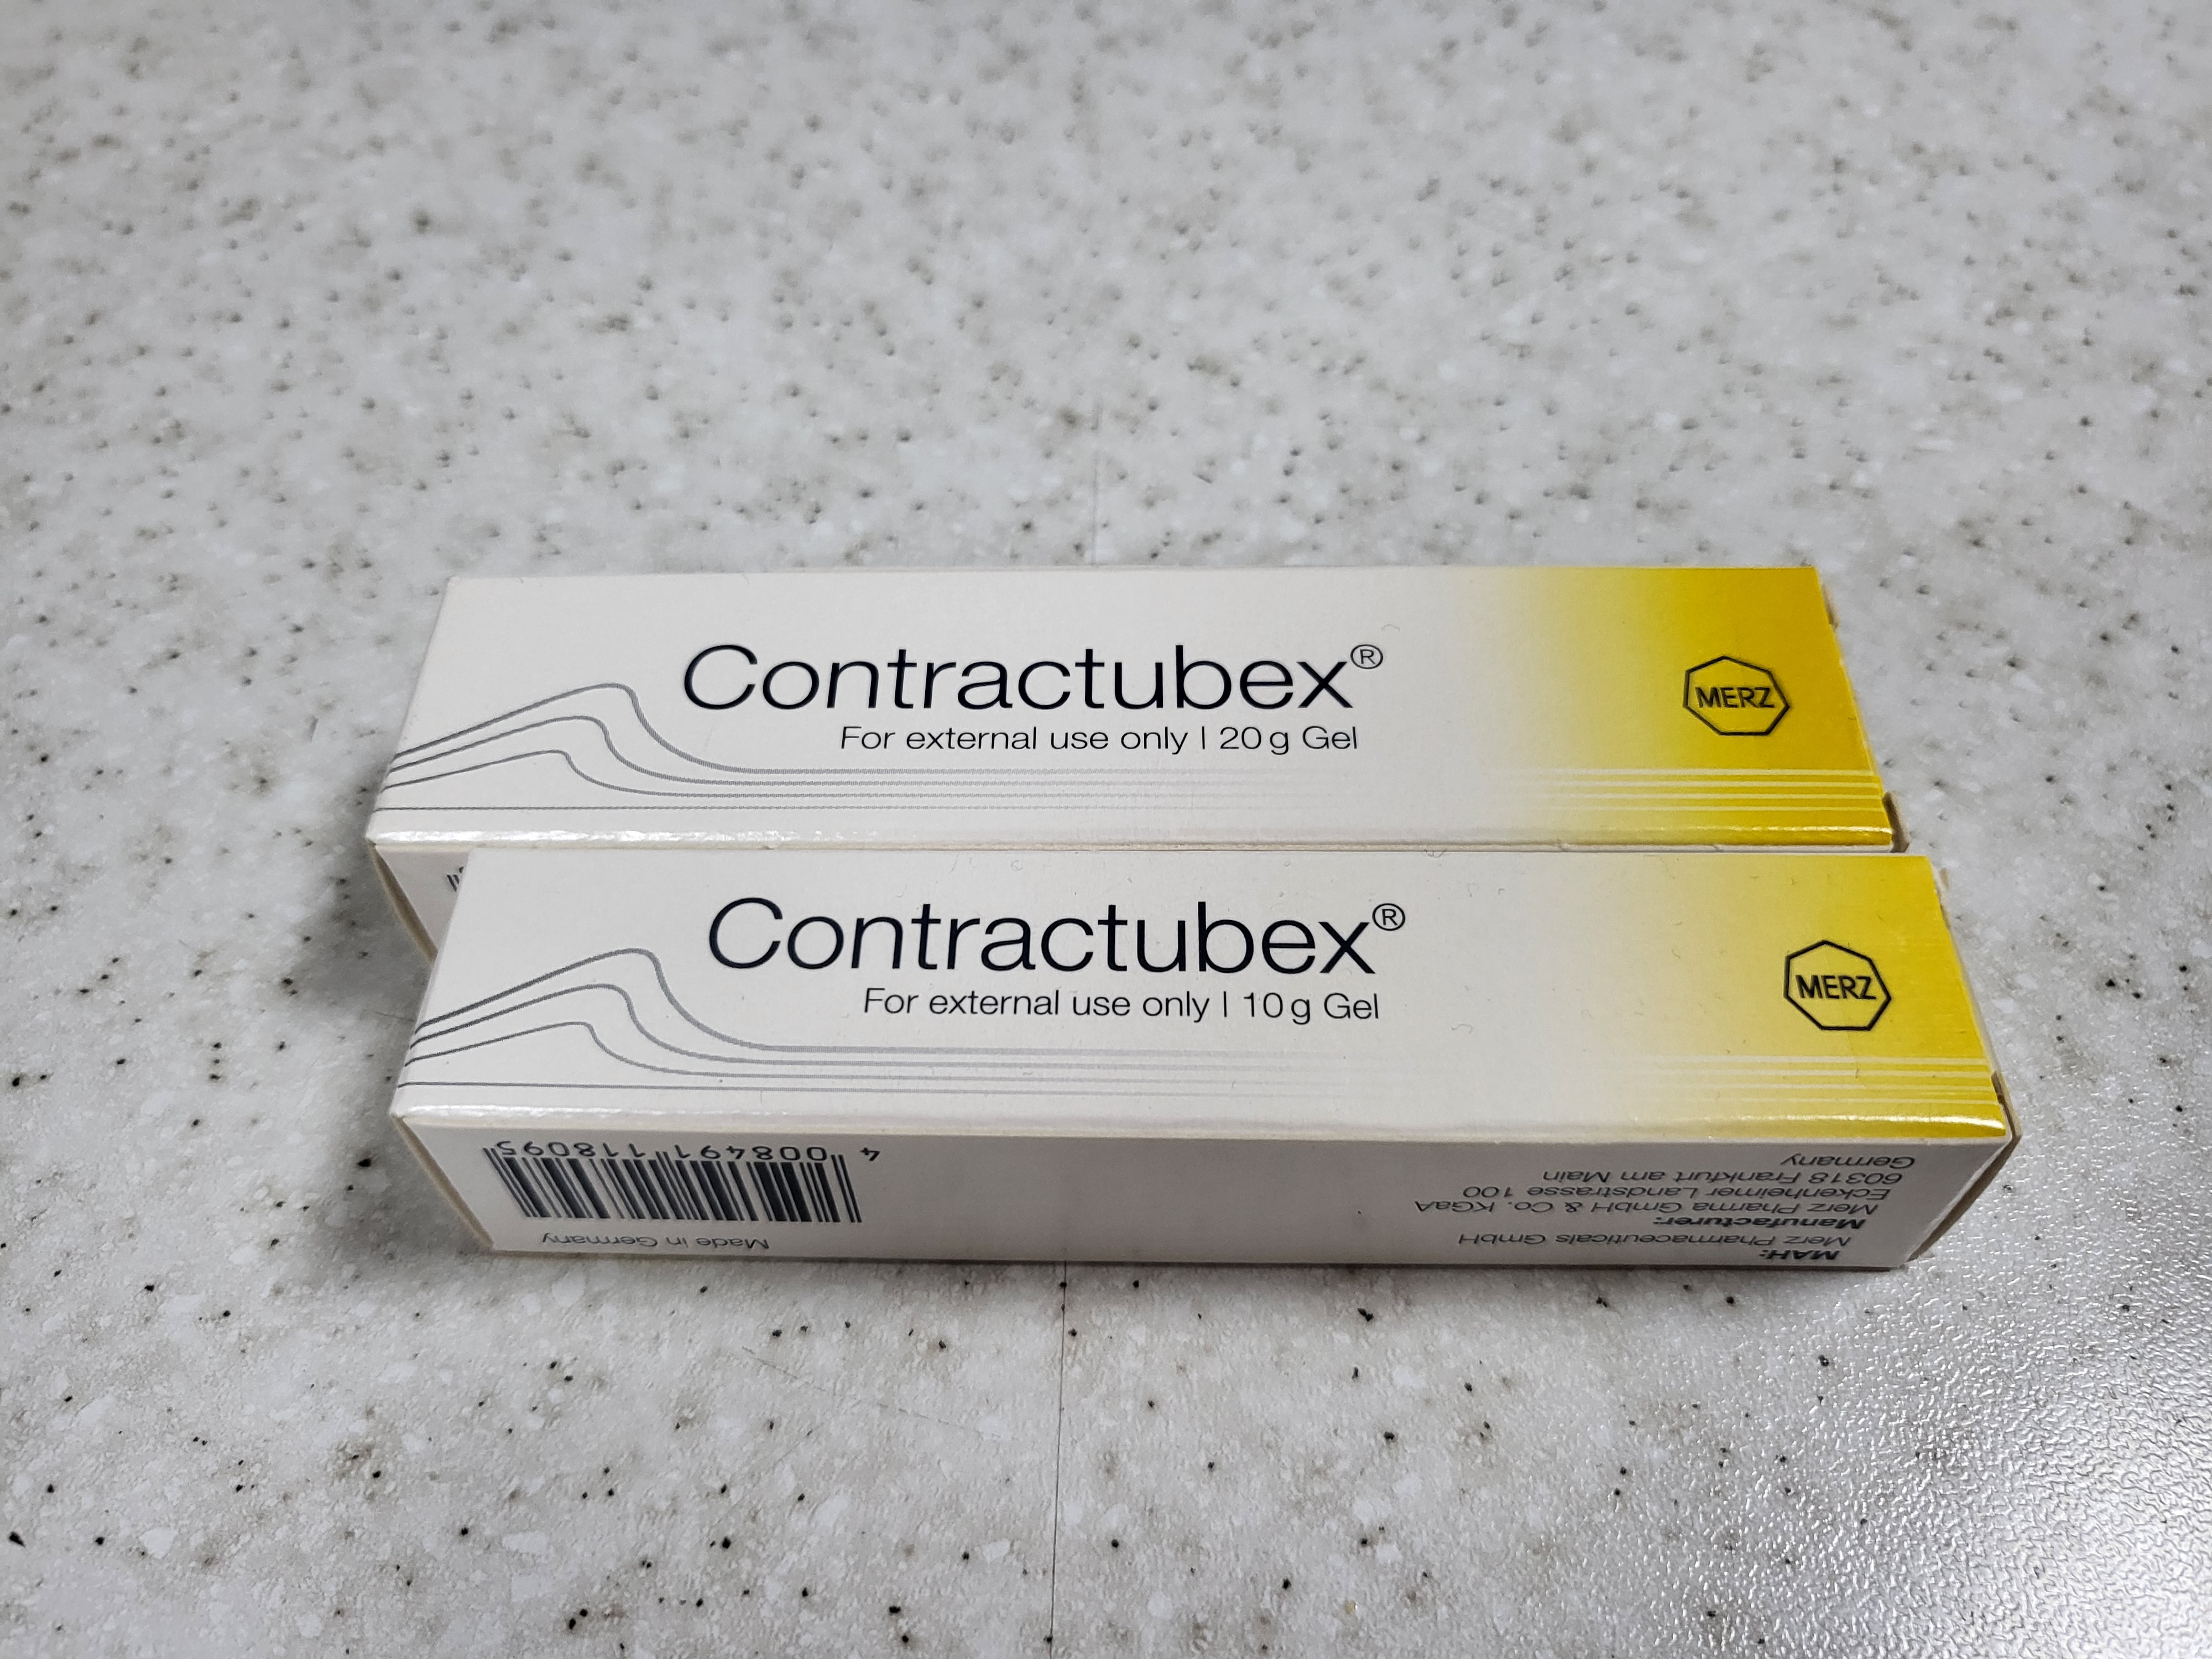 Contractubex®
For external use only | 20 g Gel
MERZ
Contractubex®
For external use only | 10 g Gel
MERZ
MAH:
Merz Pharmaceuticals GmbH
Manufacturer:
Merz Pharma GmbH & Co. KGaA
Eckenheimer Landstrasse 100
60318 Frankfurt am Main
Germany
Made in Germany
4 008491 118095